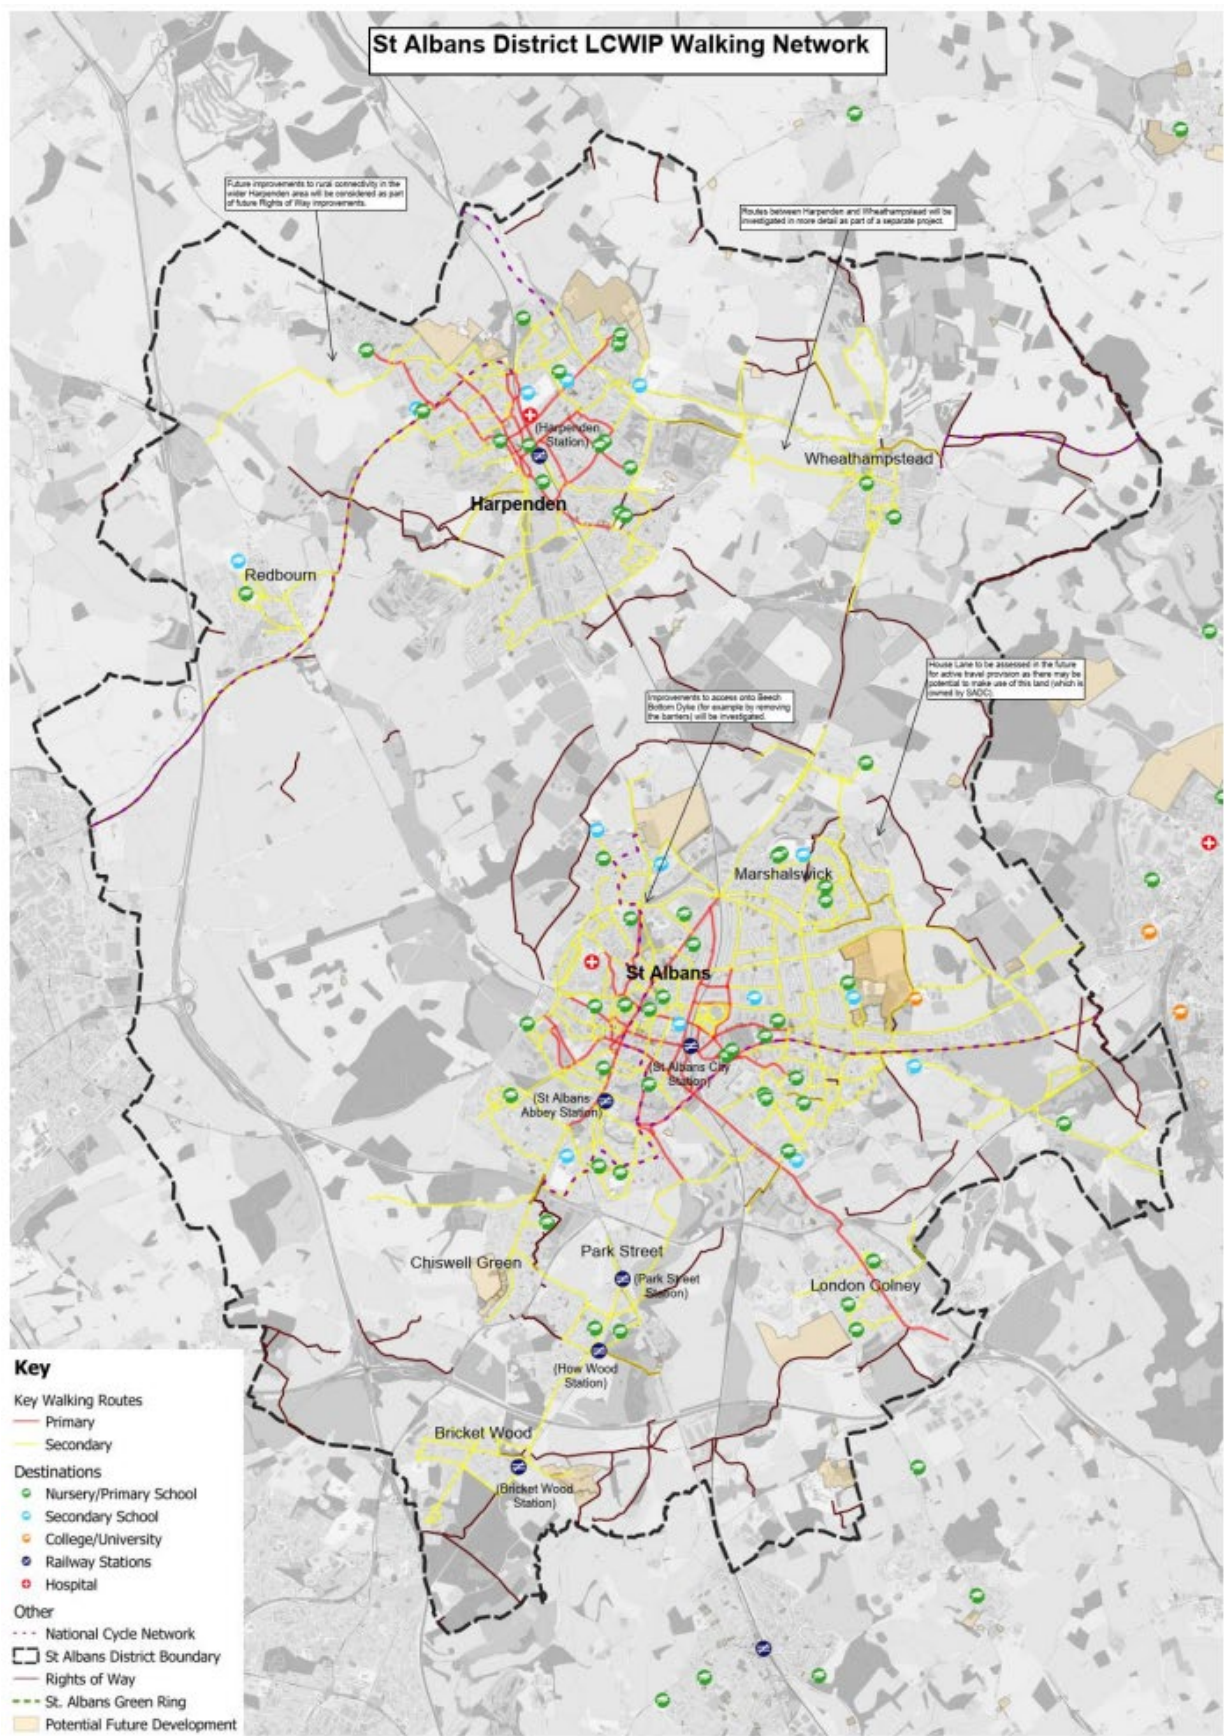 St Albans District LCWIP Walking Network
Future improvements to rural connectivity in the
wider Harpenden area will be considered as part
of future Rights of Way improvements.
Routes between Harpenden and Wheathampstead will be
investigated in more detail as part of a separate project.
(Harpenden
Station)
Wheathampstead
Harpenden
Redbourn
House Lane to be assessed in the future
for active travel provision as there may be
potential to make use of this land (which is
owned by SADC).
Improvements to access onto Beech
Bottom Dyke (for example by removing
the barriers) will be investigated.
Marshalswick
St Albans
(St Albans City
Station)
(St Albans
Abbey Station)
Chiswell Green
Park Street
(Park Street
Station)
London Colney
(How Wood
Station)
Bricket Wood
(Bricket Wood
Station)
Key
Key Walking Routes
Primary
Secondary
Destinations
Nursery/Primary School
Secondary School
College/University
Railway Stations
Hospital
Other
National Cycle Network
St Albans District Boundary
Rights of Way
St. Albans Green Ring
Potential Future Development